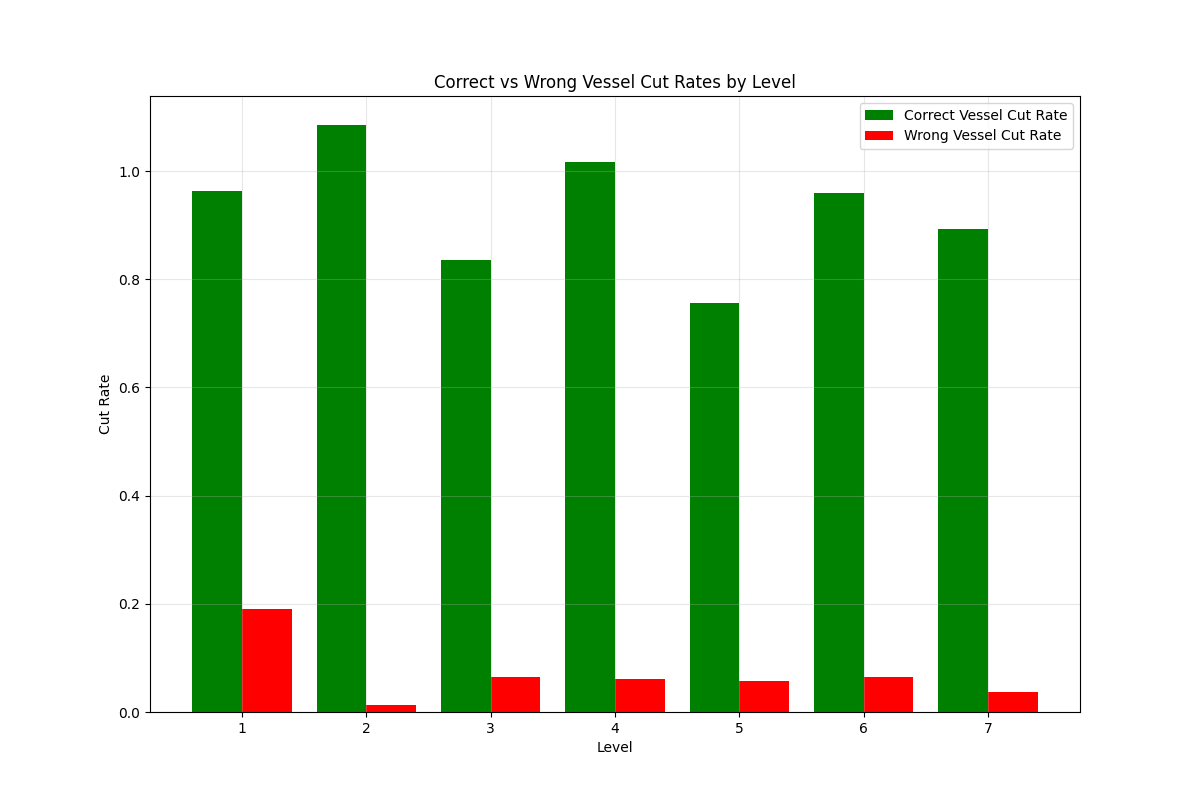 Correct vs Wrong Vessel Cut Rates by Level
Correct Vessel Cut Rate
Wrong Vessel Cut Rate
1.0
0.8
0.6
0.4
0.2
0.0
Cut Rate
1 2 3 4 5 6 7
Level